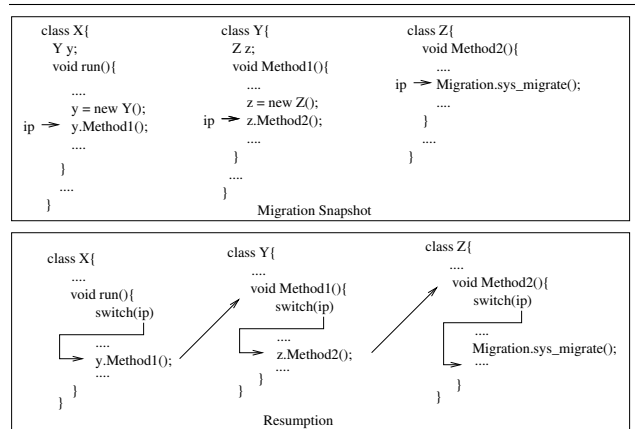 class X{
Y y;
void run(){
....
y = new Y();
ip y.Method1();
....
}
....
}
class Y{
Z z;
void Method1(){
....
z = new Z();
ip z.Method2();
....
}
....
}
class Z{
void Method2(){
....
ip Migration.sys_migrate();
....
}
....
}
Migration Snapshot
class X{
....
void run(){
switch(ip)
....
y.Method1();
....
}
}
class Y{
....
void Method1(){
switch(ip)
....
z.Method2();
....
}
}
class Z{
....
void Method2(){
switch(ip)
....
Migration.sys_migrate();
....
}
}
Resumption